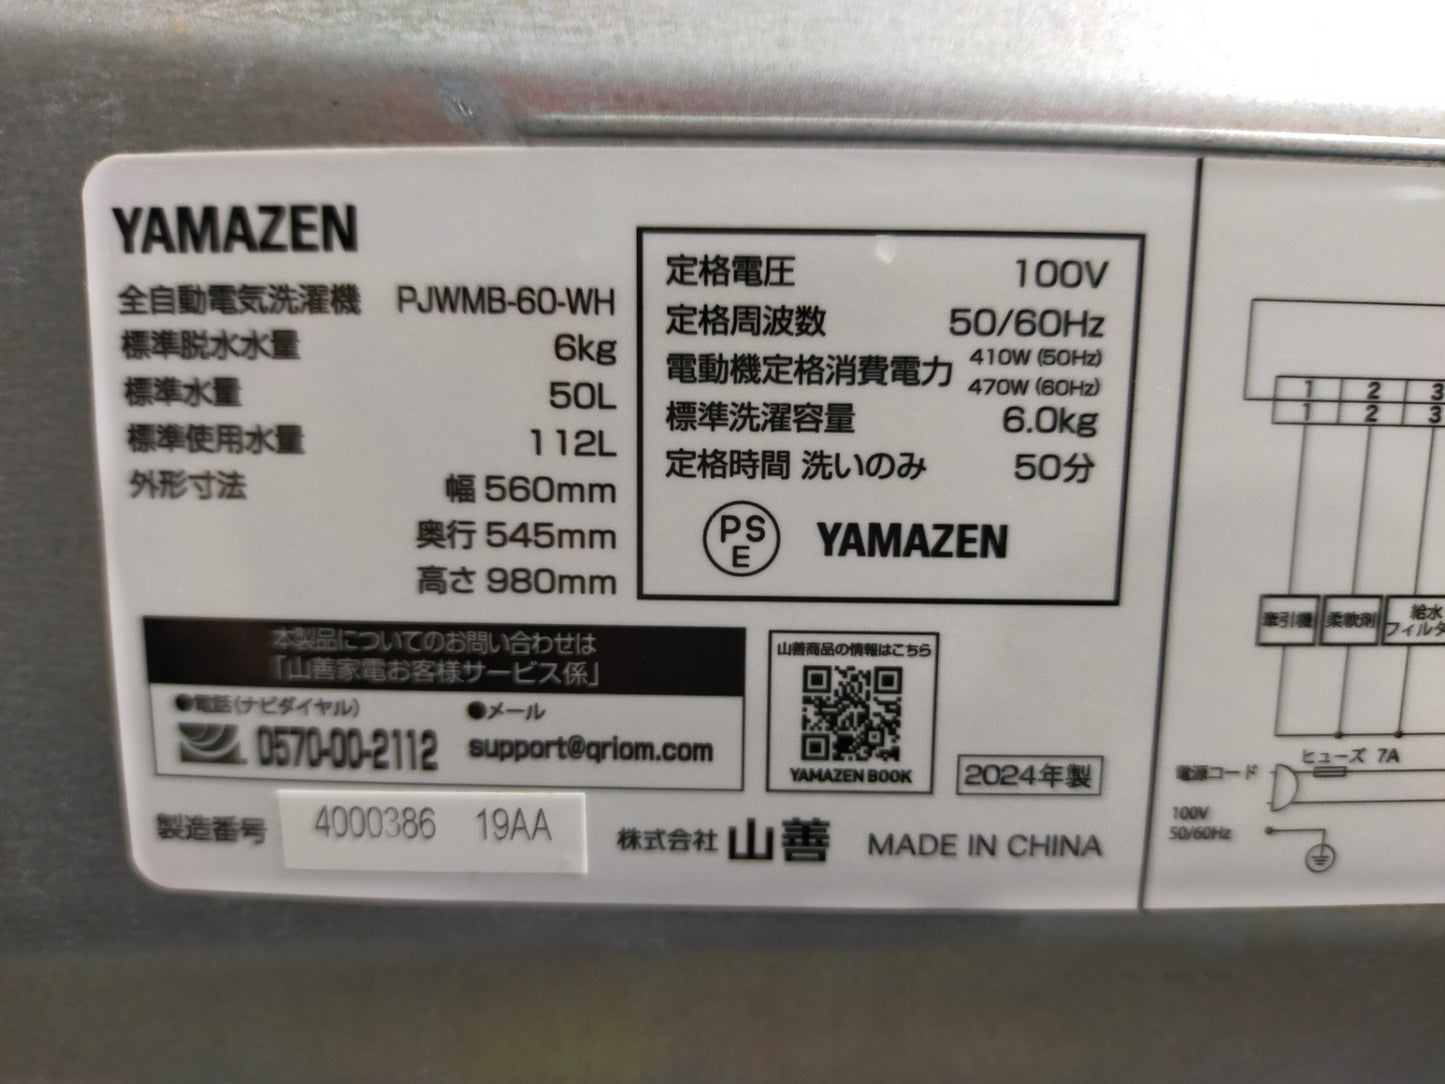 YAMAZEN
全自動電気洗濯機 PJWMB-60-WH
標準脱水水量 6kg
標準水量 50L
標準使用水量 112L
外形寸法 幅 560mm
奥行 545mm
高さ 980mm
定格電圧 100V
定格周波数 50/60Hz
電動機定格消費電力 410W (50Hz)
470W (60Hz)
標準洗濯容量 6.0kg
定格時間 洗いのみ 50分
PS
E
YAMAZEN
本製品についてのお問い合わせは
「山善家電お客様サービス係」
●電話(ナビダイヤル) ●メール
0570-00-2112 support@qriom.com
山善商品の情報はこちら
YAMAZEN BOOK
2024年製
製造番号 4000386 19AA
株式会社 山善 MADE IN CHINA
1 2 3
1 2 3
牽引機 柔軟剤 給水
フィルタ
ヒューズ 7A
電源コード
100V
50/60Hz